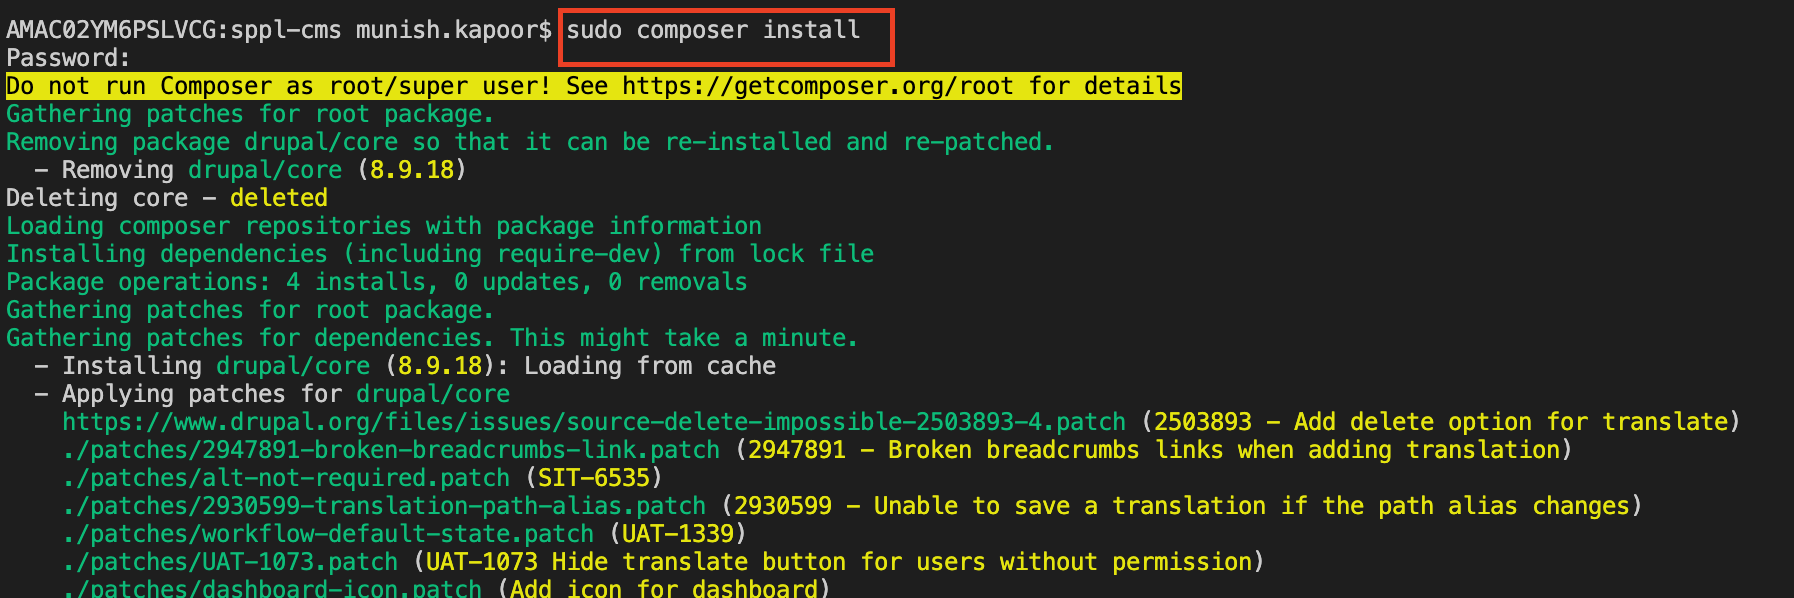 AMAC02YM6PSLVCG:sppl-cms munish.kapoor$ sudo composer install
Password:
Do not run Composer as root/super user! See https://getcomposer.org/root for details
Gathering patches for root package.
Removing package drupal/core so that it can be re-installed and re-patched.
  - Removing drupal/core (8.9.18)
Deleting core - deleted
Loading composer repositories with package information
Installing dependencies (including require-dev) from lock file
Package operations: 4 installs, 0 updates, 0 removals
Gathering patches for root package.
Gathering patches for dependencies. This might take a minute.
  - Installing drupal/core (8.9.18): Loading from cache
  - Applying patches for drupal/core
    https://www.drupal.org/files/issues/source-delete-impossible-2503893-4.patch (2503893 - Add delete option for translate)
    ./patches/2947891-broken-breadcrumbs-link.patch (2947891 - Broken breadcrumbs links when adding translation)
    ./patches/alt-not-required.patch (SIT-6535)
    ./patches/2930599-translation-path-alias.patch (2930599 - Unable to save a translation if the path alias changes)
    ./patches/workflow-default-state.patch (UAT-1339)
    ./patches/UAT-1073.patch (UAT-1073 Hide translate button for users without permission)
    ./patches/dashboard-icon.patch (Add icon for dashboard)